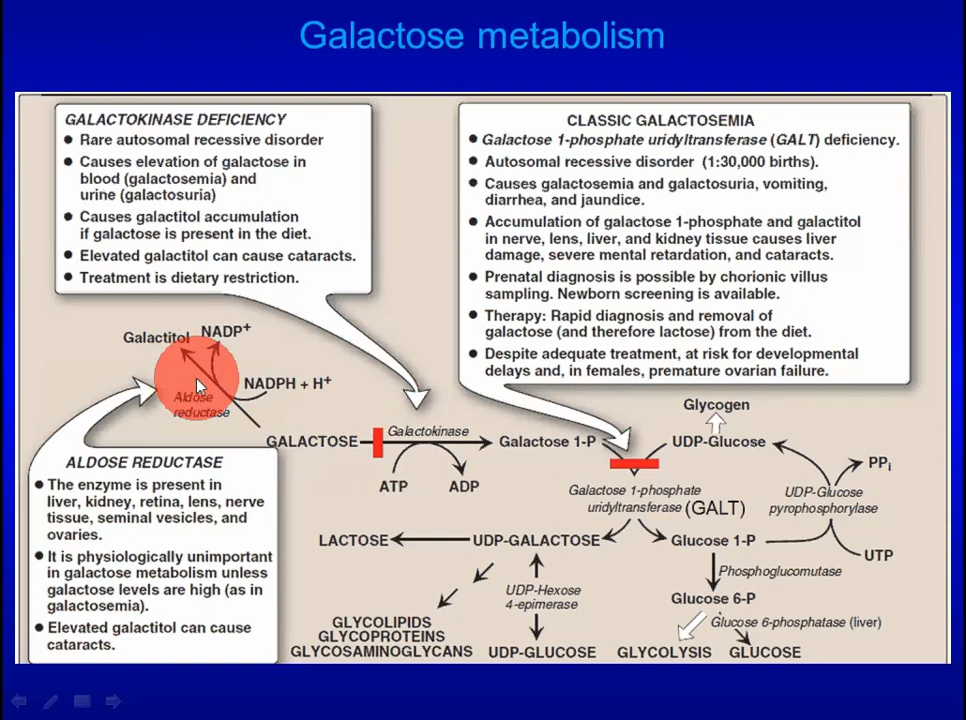 Galactose metabolism
GALACTOKINASE DEFICIENCY
● Rare autosomal recessive disorder
● Causes elevation of galactose in
blood (galactosemia) and
urine (galactosuria)
● Causes galactitol accumulation
if galactose is present in the diet.
● Elevated galactitol can cause cataracts.
● Treatment is dietary restriction.
CLASSIC GALACTOSEMIA
● Galactose 1-phosphate uridyltransferase (GALT) deficiency.
● Autosomal recessive disorder (1:30,000 births).
● Causes galactosemia and galactosuria, vomiting,
diarrhea, and jaundice.
● Accumulation of galactose 1-phosphate and galactitol
in nerve, lens, liver, and kidney tissue causes liver
damage, severe mental retardation, and cataracts.
● Prenatal diagnosis is possible by chorionic villus
sampling. Newborn screening is available.
● Therapy: Rapid diagnosis and removal of
galactose (and therefore lactose) from the diet.
● Despite adequate treatment, at risk for developmental
delays and, in females, premature ovarian failure.
Galactitol
NADP+
NADPH + H+
Aldose
reductase
GALACTOSE
Galactokinase
ATP
ADP
Galactose 1-P
Glycogen
UDP-Glucose
Galactose 1-phosphate
uridyltransferase (GALT)
UDP-Glucose
pyrophosphorylase
PPi
UTP
ALDOSE REDUCTASE
● The enzyme is present in
liver, kidney, retina, lens, nerve
tissue, seminal vesicles, and
ovaries.
● It is physiologically unimportant
in galactose metabolism unless
galactose levels are high (as in
galactosemia).
● Elevated galactitol can cause
cataracts.
LACTOSE
UDP-GALACTOSE
Glucose 1-P
Phosphoglucomutase
UDP-Hexose
4-epimerase
Glucose 6-P
Glucose 6-phosphatase (liver)
GLYCOLIPIDS
GLYCOPROTEINS
GLYCOSAMINOGLYCANS
UDP-GLUCOSE
GLYCOLYSIS
GLUCOSE